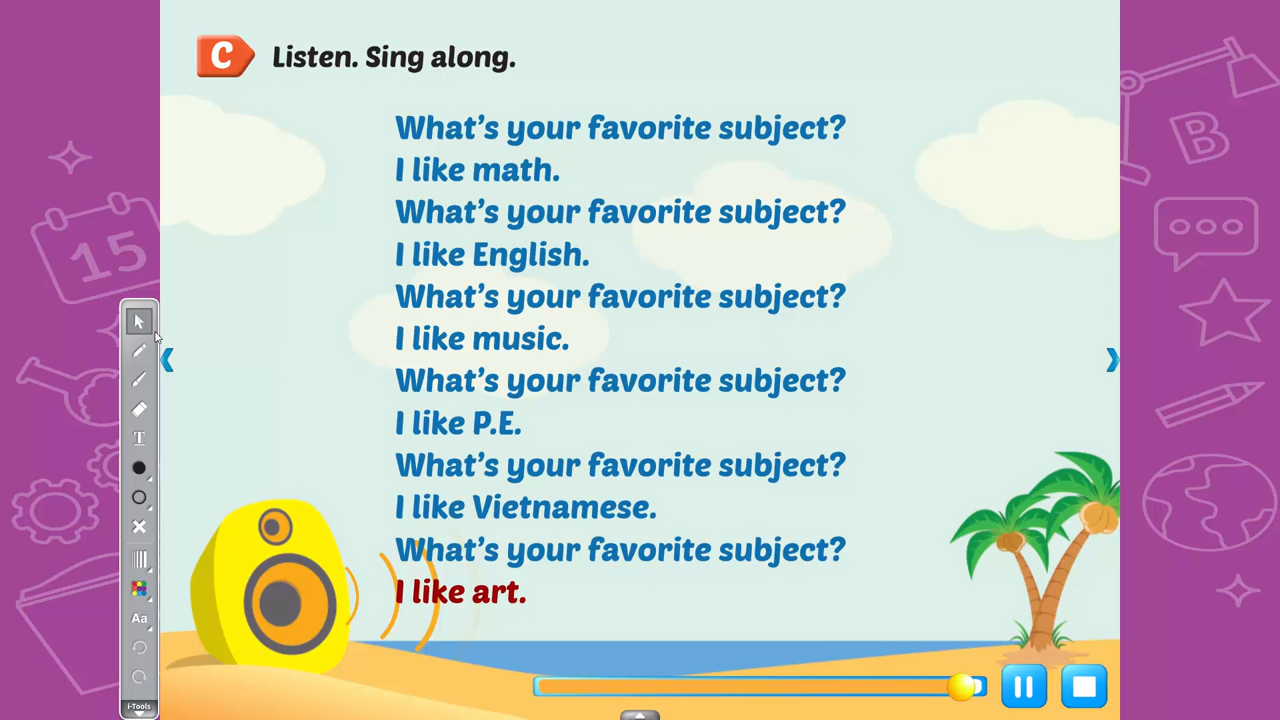 C Listen. Sing along.
What's your favorite subject?
I like math.
What's your favorite subject?
I like English.
What's your favorite subject?
I like music.
What's your favorite subject?
I like P.E.
What's your favorite subject?
I like Vietnamese.
What's your favorite subject?
I like art.
15
B
T
Aa
i-Tools